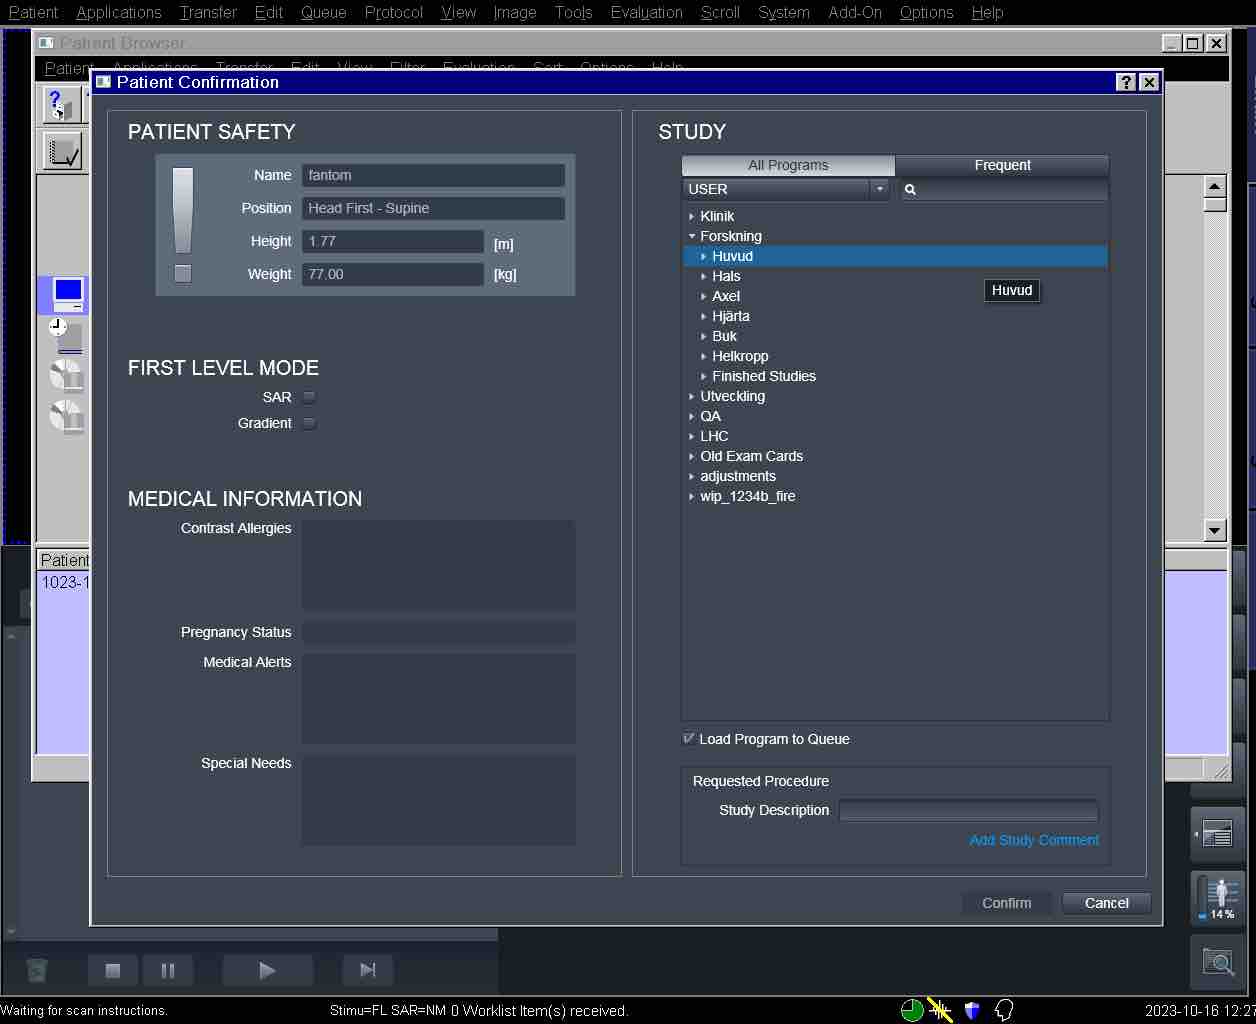 Patient Applications Transfer Edit Queue Protocol View Image Tools Evaluation Scroll System Add-On Options Help
Patient Browser
Patient Applications Transfer Edit View Filter Evaluation Sort Options Help
Patient Confirmation
PATIENT SAFETY
Name fantom
Position Head First - Supine
Height 1.77 [m]
Weight 77.00 [kg]
FIRST LEVEL MODE
SAR
Gradient
MEDICAL INFORMATION
Contrast Allergies
Pregnancy Status
Medical Alerts
Special Needs
STUDY
All Programs Frequent
USER
Klinik
Forskning
Huvud
Hals
Huvud
Axel
Hjärta
Buk
Helkropp
Finished Studies
Utveckling
QA
LHC
Old Exam Cards
adjustments
wip_1234b_fire
Load Program to Queue
Requested Procedure
Study Description
Add Study Comment
Confirm Cancel
Patient
1023-1
14 %
Waiting for scan instructions. Stimu=FL SAR=NM 0 Worklist Item(s) received. 2023-10-16 12:27